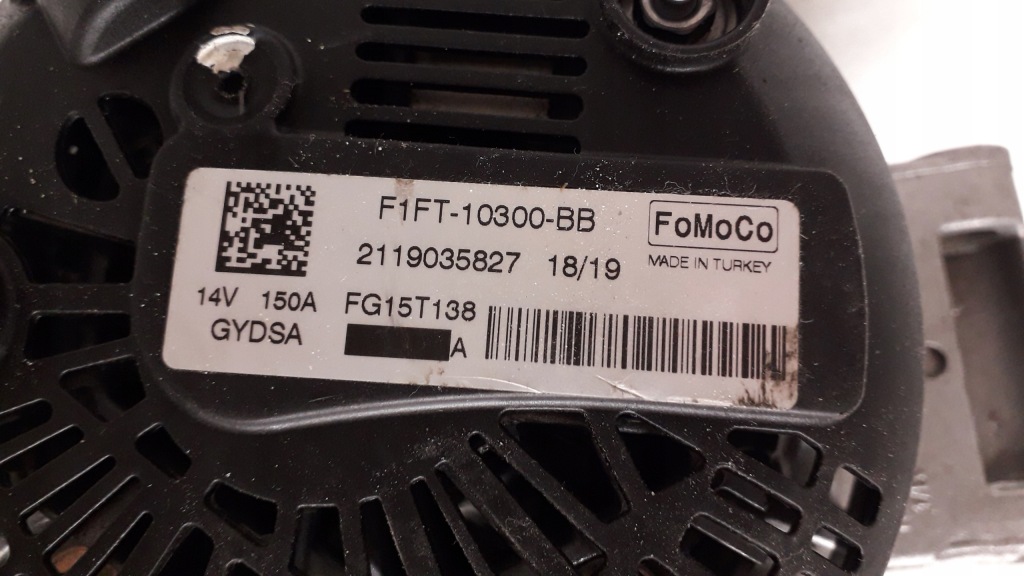 F1FT-10300-BB
FoMoCo
2119035827 18/19
MADE IN TURKEY
14V 150A FG15T138
GYDSA
A